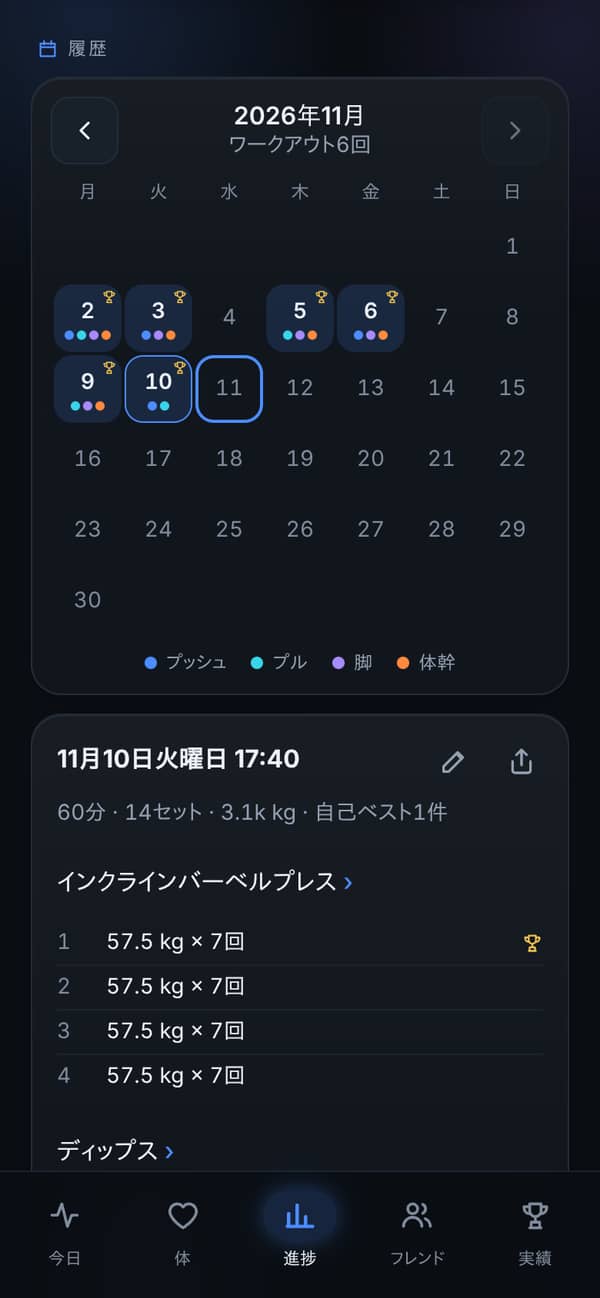 履歴
2026年11月
ワークアウト6回
月 火 水 木 金 土 日
1
2 3 4 5 6 7 8
9 10 11 12 13 14 15
16 17 18 19 20 21 22
23 24 25 26 27 28 29
30
プッシュ プル 脚 体幹
11月10日火曜日 17:40
60分 · 14セット · 3.1k kg · 自己ベスト1件
インクラインバーベルプレス ›
1 57.5 kg × 7回
2 57.5 kg × 7回
3 57.5 kg × 7回
4 57.5 kg × 7回
ディップス ›
今日 体 進捗 フレンド 実績